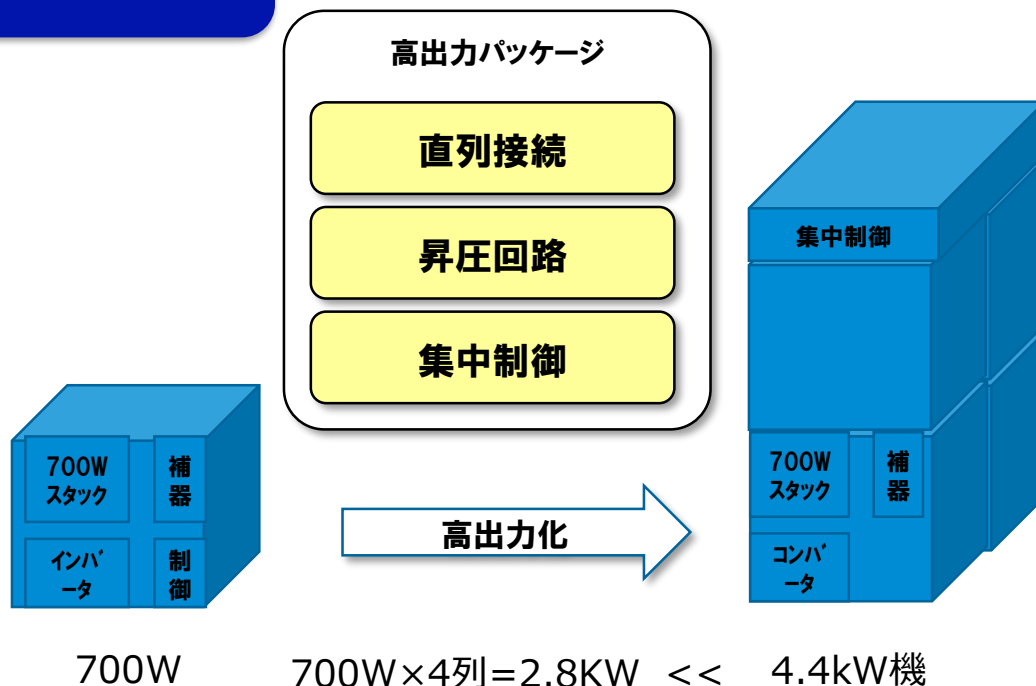 高出力パッケージ
直列接続
昇圧回路
集中制御
集中制御
700W
スタック
補
器
インバ
ータ
制
御
高出力化
700W
スタック
補
器
コンバ
ータ
700W
700W×4列=2.8KW << 4.4kW機